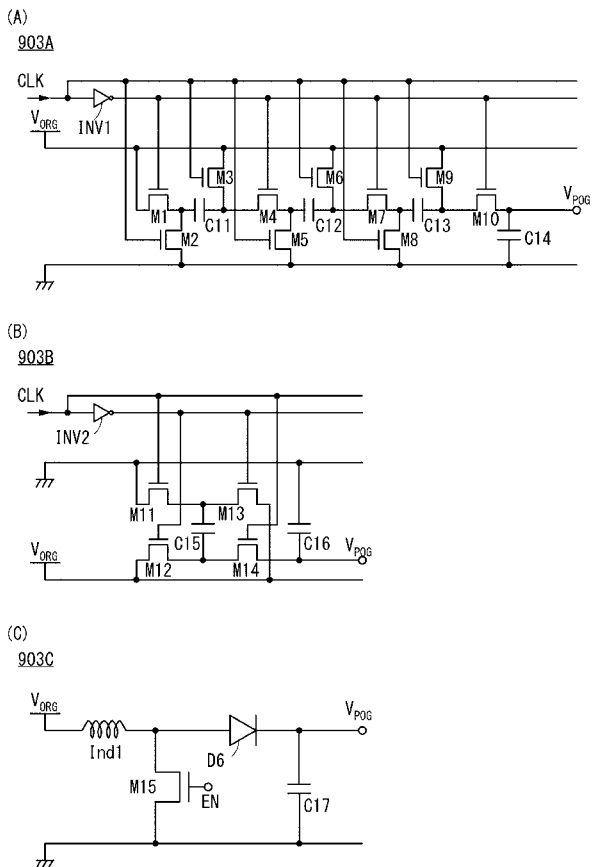 (A)
903A
CLK
INV1
V_ORG
M3
M6
M9
M1
C11
M4
C12
M7
C13
M10
V_POG
M2
M5
M8
C14
(B)
903B
CLK
INV2
M11
M13
V_ORG
C15
C16
V_POG
M12
M14
(C)
903C
V_ORG
V_POG
Ind1
D6
M15
EN
C17